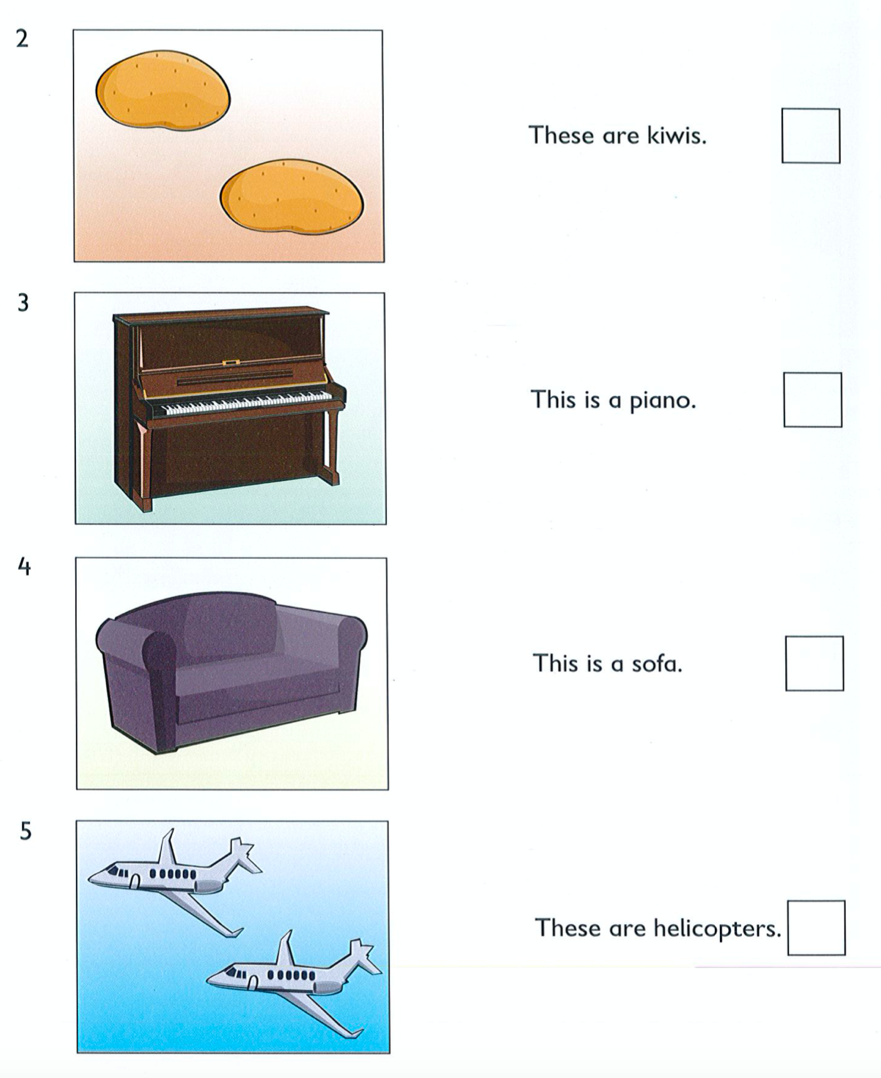 2
These are kiwis.
3
This is a piano.
4
This is a sofa.
5
These are helicopters.